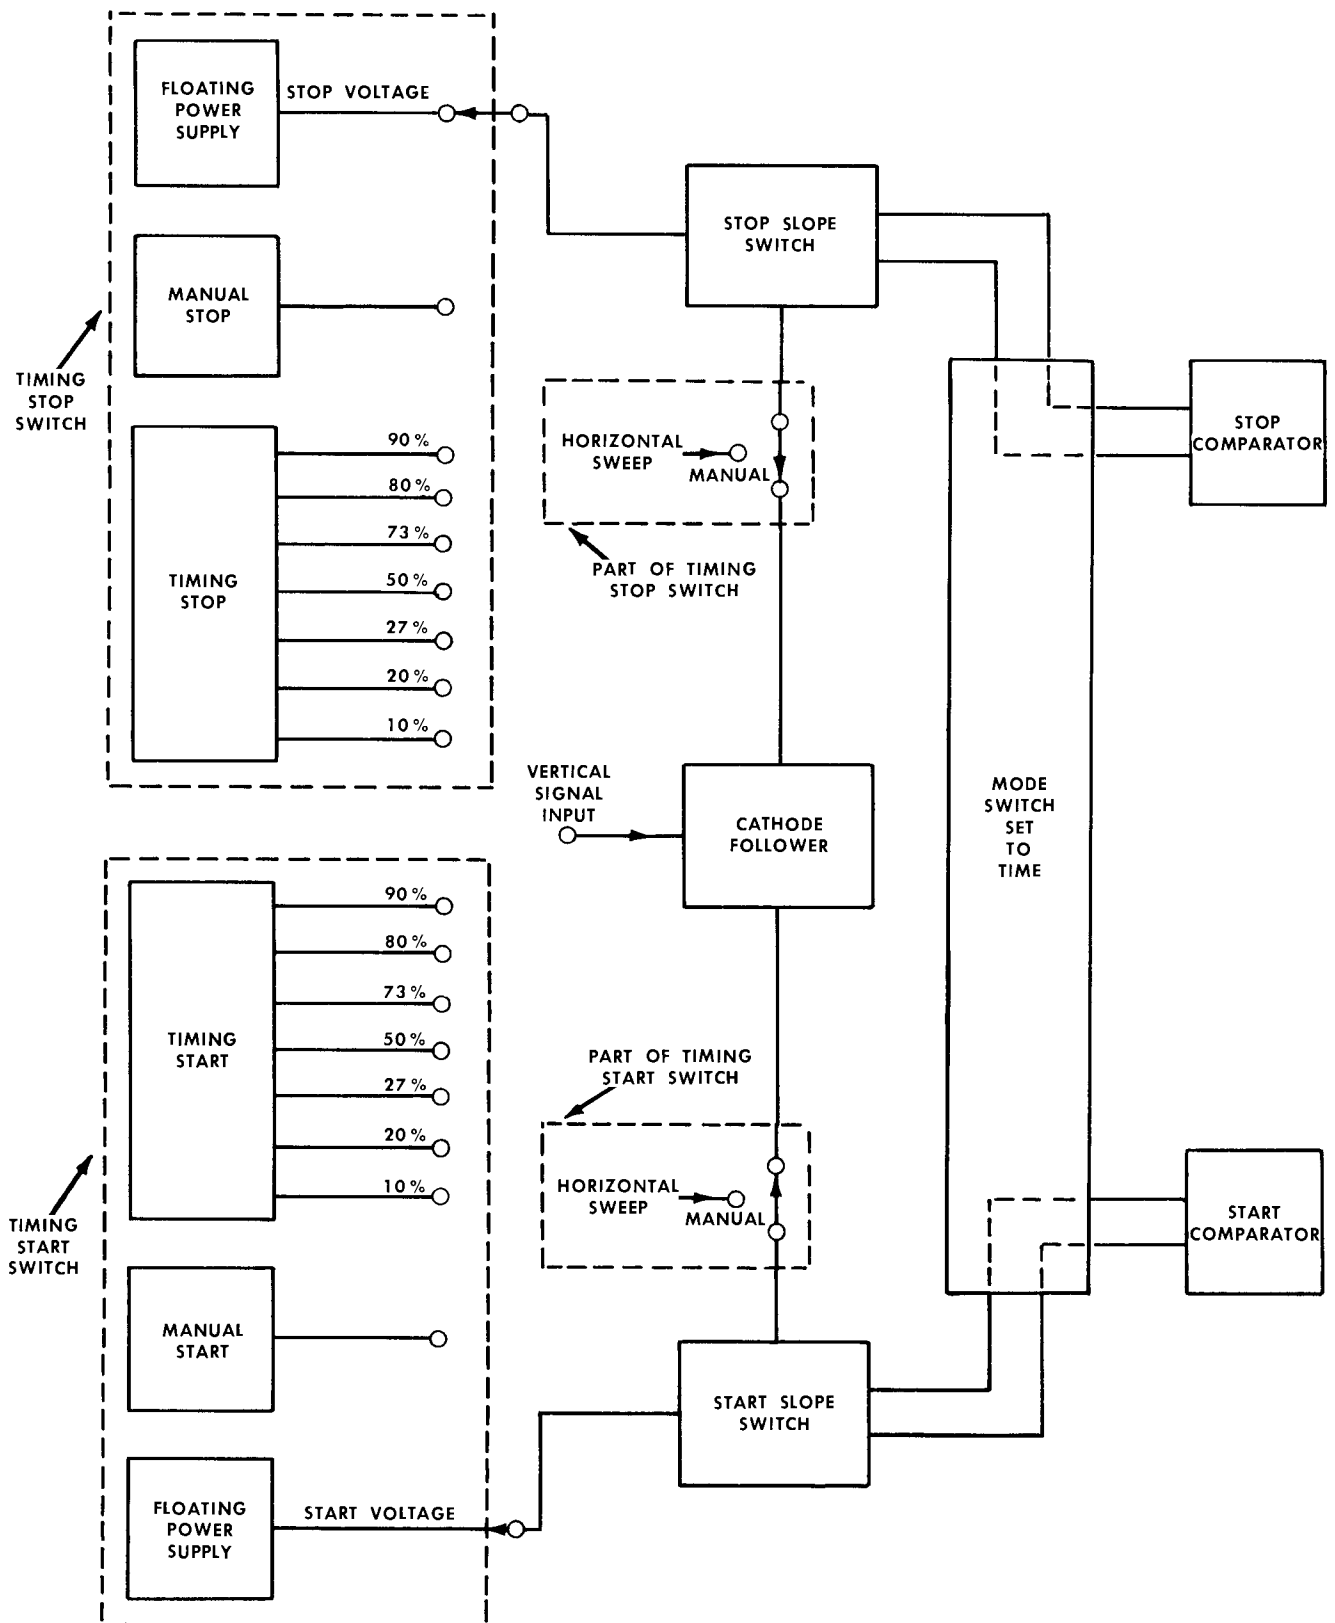 FLOATING
POWER
SUPPLY
STOP VOLTAGE
STOP SLOPE
SWITCH
MANUAL
STOP
TIMING
STOP
SWITCH
HORIZONTAL
SWEEP
MANUAL
STOP
COMPARATOR
90%
80%
73%
50%
27%
20%
10%
TIMING
STOP
PART OF TIMING
STOP SWITCH
VERTICAL
SIGNAL
INPUT
CATHODE
FOLLOWER
MODE
SWITCH
SET
TO
TIME
90%
80%
73%
50%
27%
20%
10%
TIMING
START
PART OF TIMING
START SWITCH
HORIZONTAL
SWEEP
MANUAL
START
COMPARATOR
TIMING
START
SWITCH
MANUAL
START
START SLOPE
SWITCH
FLOATING
POWER
SUPPLY
START VOLTAGE